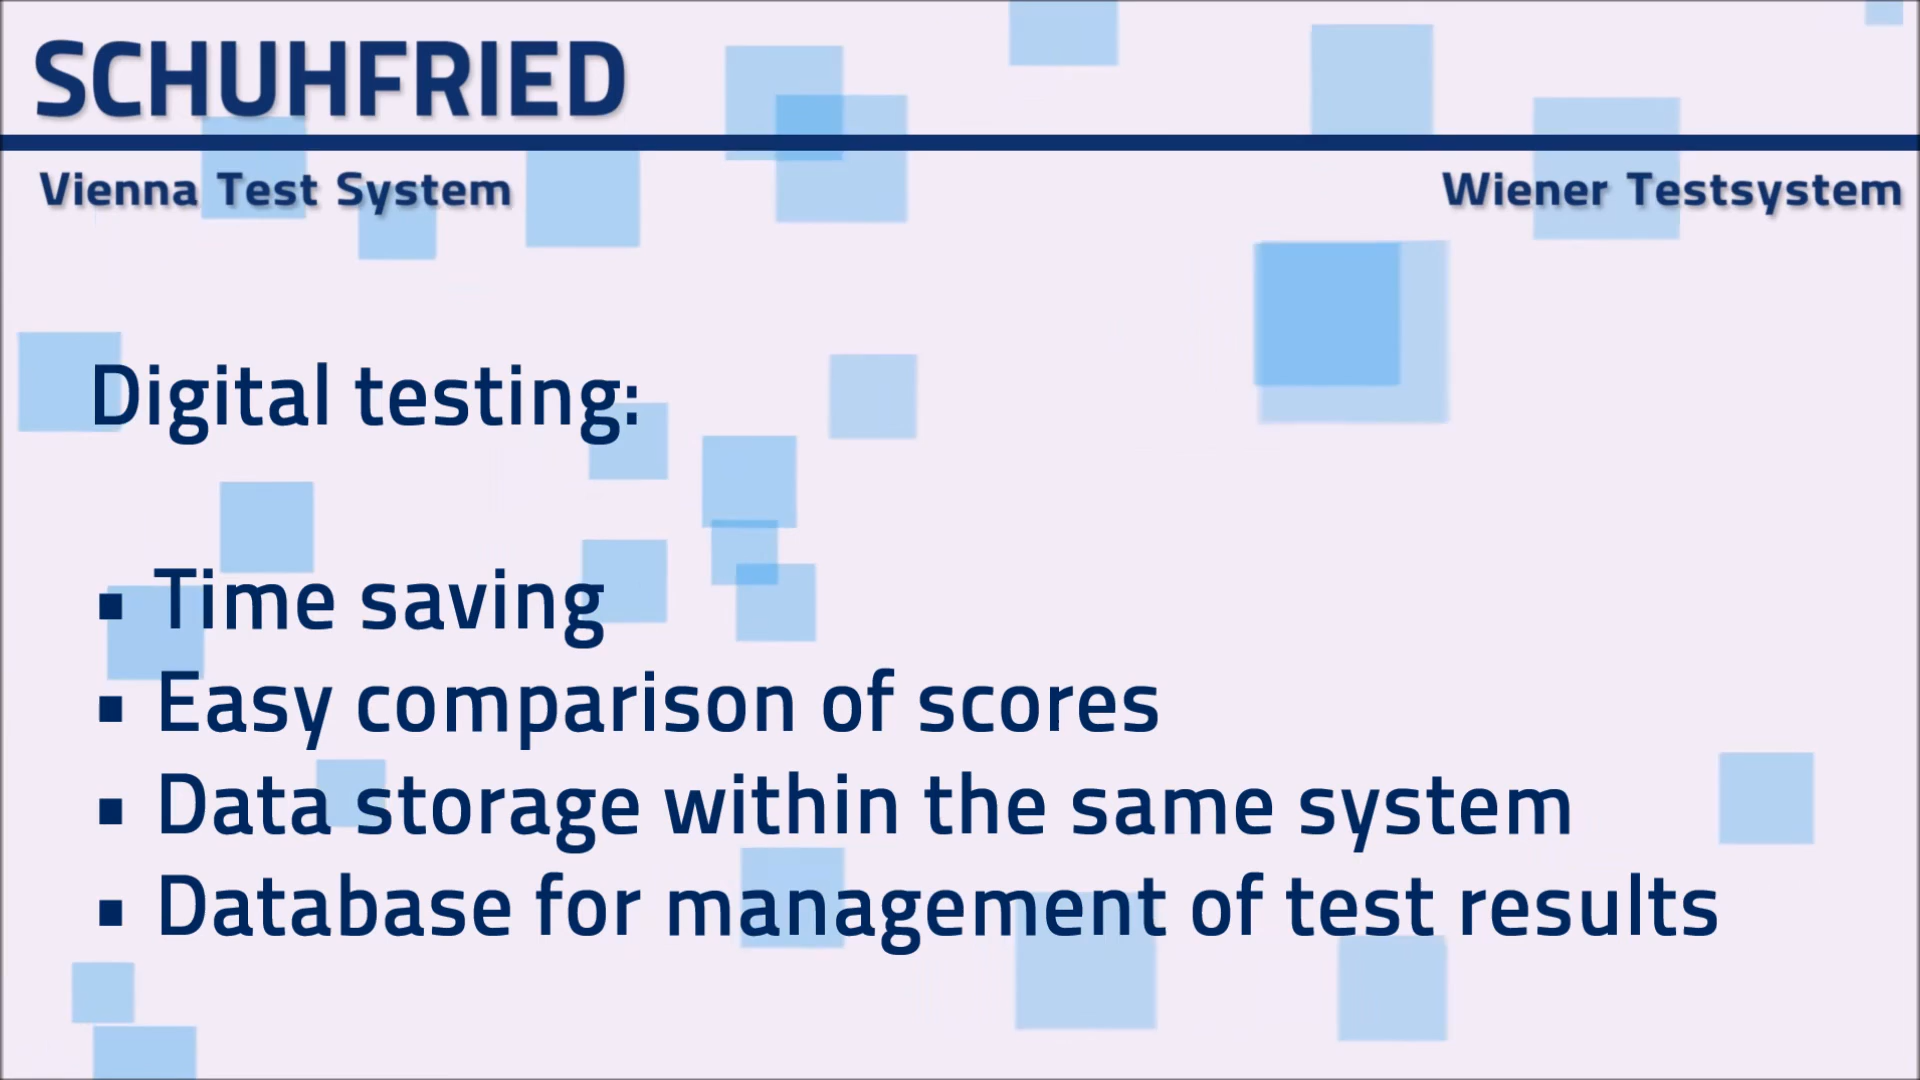 SCHUHFRIED
Vienna Test System
Wiener Testsystem
Digital testing:
▪ Time saving
▪ Easy comparison of scores
▪ Data storage within the same system
▪ Database for management of test results